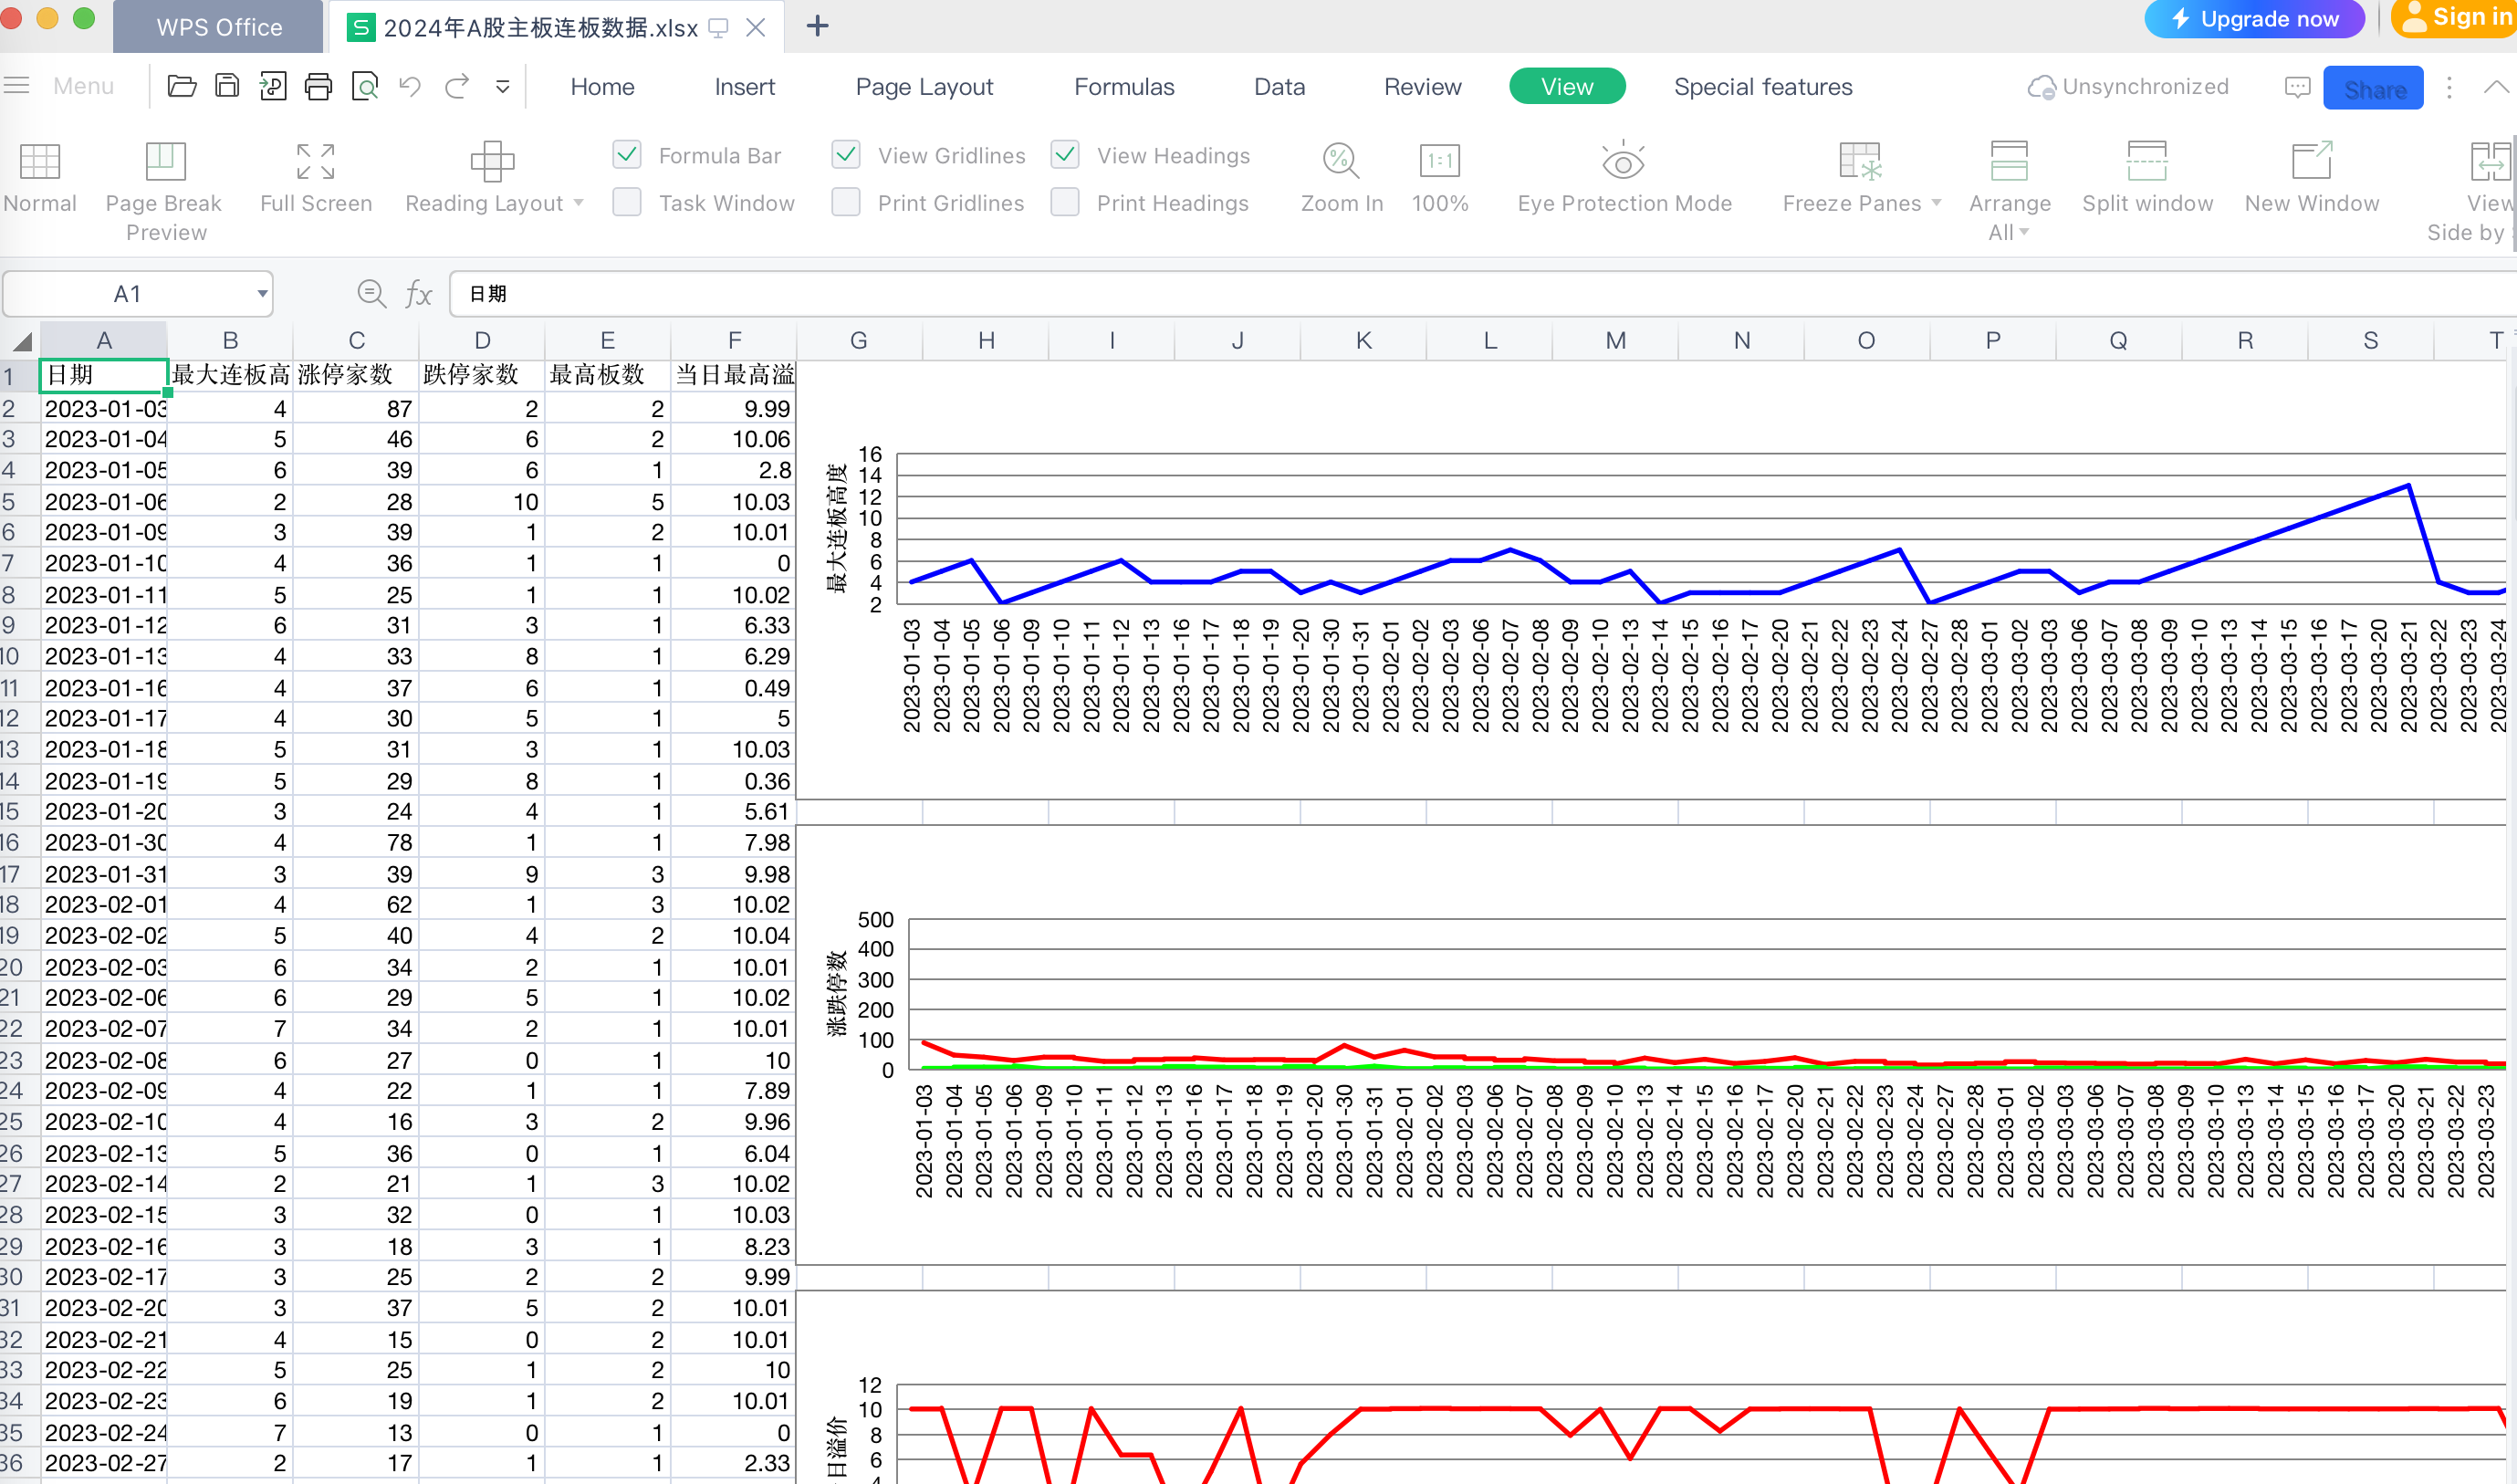 WPS Office
2024年A股主板连板数据.xlsx
Upgrade now
Sign in
Menu
Home Insert Page Layout Formulas Data Review View Special features
Unsynchronized
Share
Formula Bar View Gridlines View Headings
Normal Page Break Preview Full Screen Reading Layout Task Window Print Gridlines Print Headings Zoom In 100% Eye Protection Mode Freeze Panes Arrange All Split window New Window View Side by
A1 fx 日期
A B C D E F G H I J K L M N O P Q R S T
1 日期 最大连板高 涨停家数 跌停家数 最高板数 当日最高溢
2 2023-01-03 4 87 2 2 9.99
3 2023-01-04 5 46 6 2 10.06
4 2023-01-05 6 39 6 1 2.8
5 2023-01-06 2 28 10 5 10.03
6 2023-01-09 3 39 1 2 10.01
7 2023-01-10 4 36 1 1 0
8 2023-01-11 5 25 1 1 10.02
9 2023-01-12 6 31 3 1 6.33
10 2023-01-13 4 33 8 1 6.29
11 2023-01-16 4 37 6 1 0.49
12 2023-01-17 4 30 5 1 5
13 2023-01-18 5 31 3 1 10.03
14 2023-01-19 5 29 8 1 0.36
15 2023-01-20 3 24 4 1 5.61
16 2023-01-30 4 78 1 1 7.98
17 2023-01-31 3 39 9 3 9.98
18 2023-02-01 4 62 1 3 10.02
19 2023-02-02 5 40 4 2 10.04
20 2023-02-03 6 34 2 1 10.01
21 2023-02-06 6 29 5 1 10.02
22 2023-02-07 7 34 2 1 10.01
23 2023-02-08 6 27 0 1 10
24 2023-02-09 4 22 1 1 7.89
25 2023-02-10 4 16 3 2 9.96
26 2023-02-13 5 36 0 1 6.04
27 2023-02-14 2 21 1 3 10.02
28 2023-02-15 3 32 0 1 10.03
29 2023-02-16 3 18 3 1 8.23
30 2023-02-17 3 25 2 2 9.99
31 2023-02-20 3 37 5 2 10.01
32 2023-02-21 4 15 0 2 10.01
33 2023-02-22 5 25 1 2 10
34 2023-02-23 6 19 1 2 10.01
35 2023-02-24 7 13 0 1 0
36 2023-02-27 2 17 1 1 2.33
最大连板高度
16
14
12
10
8
6
4
2
2023-01-03 2023-01-04 2023-01-05 2023-01-06 2023-01-09 2023-01-10 2023-01-11 2023-01-12 2023-01-13 2023-01-16 2023-01-17 2023-01-18 2023-01-19 2023-01-20 2023-01-30 2023-01-31 2023-02-01 2023-02-02 2023-02-03 2023-02-06 2023-02-07 2023-02-08 2023-02-09 2023-02-10 2023-02-13 2023-02-14 2023-02-15 2023-02-16 2023-02-17 2023-02-20 2023-02-21 2023-02-22 2023-02-23 2023-02-24 2023-02-27 2023-02-28 2023-03-01 2023-03-02 2023-03-03 2023-03-06 2023-03-07 2023-03-08 2023-03-09 2023-03-10 2023-03-13 2023-03-14 2023-03-15 2023-03-16 2023-03-17 2023-03-20 2023-03-21 2023-03-22 2023-03-23 2023-03-24
涨跌停数
500
400
300
200
100
0
2023-01-03 2023-01-04 2023-01-05 2023-01-06 2023-01-09 2023-01-10 2023-01-11 2023-01-12 2023-01-13 2023-01-16 2023-01-17 2023-01-18 2023-01-19 2023-01-20 2023-01-30 2023-01-31 2023-02-01 2023-02-02 2023-02-03 2023-02-06 2023-02-07 2023-02-08 2023-02-09 2023-02-10 2023-02-13 2023-02-14 2023-02-15 2023-02-16 2023-02-17 2023-02-20 2023-02-21 2023-02-22 2023-02-23 2023-02-24 2023-02-27 2023-02-28 2023-03-01 2023-03-02 2023-03-03 2023-03-06 2023-03-07 2023-03-08 2023-03-09 2023-03-10 2023-03-13 2023-03-14 2023-03-15 2023-03-16 2023-03-17 2023-03-20 2023-03-21 2023-03-22 2023-03-23
日溢价
12
10
8
6
4